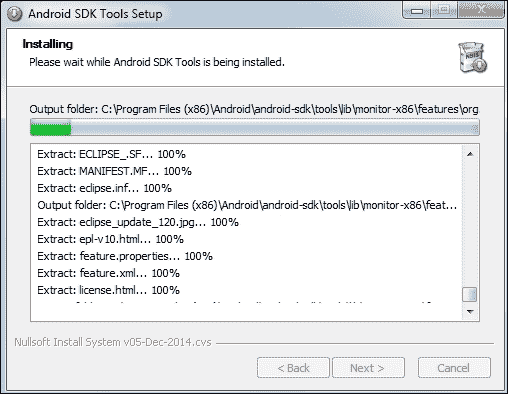 Android SDK Tools Setup
Installing
Please wait while Android SDK Tools is being installed.
Output folder: C:\Program Files (x86)\Android\android-sdk\tools\lib\monitor-x86\features\org
Extract: ECLIPSE_.SF... 100%
Extract: MANIFEST.MF... 100%
Extract: eclipse.inf... 100%
Output folder: C:\Program Files (x86)\Android\android-sdk\tools\lib\monitor-x86\feat...
Extract: eclipse_update_120.jpg... 100%
Extract: epl-v10.html... 100%
Extract: feature.properties... 100%
Extract: feature.xml... 100%
Extract: license.html... 100%
Nullsoft Install System v05-Dec-2014.cvs
< Back
Next >
Cancel